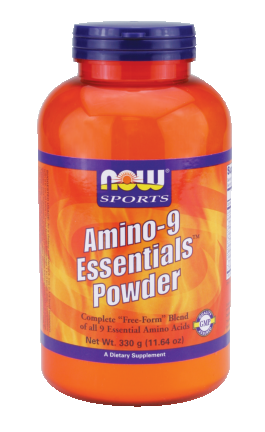 NOW
SPORTS
Amino-9
Essentials™
Powder
Complete "Free-Form" Blend
of all 9 Essential Amino Acids
Net Wt. 330 g (11.64 oz)
A Dietary Supplement
GMP